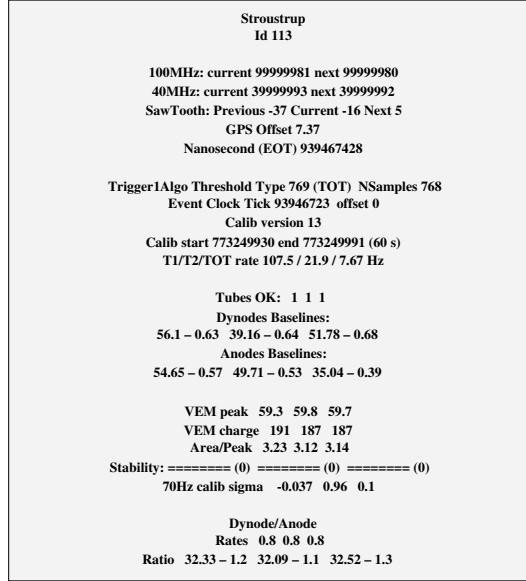 Stroustrup
Id 113
100MHz: current 99999981 next 99999980
40MHz: current 39999993 next 39999992
SawTooth: Previous -37 Current -16 Next 5
GPS Offset 7.37
Nanosecond (EOT) 939467428
Trigger1Algo Threshold Type 769 (TOT) NSamples 768
Event Clock Tick 93946723 offset 0
Calib version 13
Calib start 773249930 end 773249991 (60 s)
T1/T2/TOT rate 107.5 / 21.9 / 7.67 Hz
Tubes OK: 1 1 1
Dynodes Baselines:
56.1 – 0.63 39.16 – 0.64 51.78 – 0.68
Anodes Baselines:
54.65 – 0.57 49.71 – 0.53 35.04 – 0.39
VEM peak 59.3 59.8 59.7
VEM charge 191 187 187
Area/Peak 3.23 3.12 3.14
Stability: ======== (0) ======== (0) ======== (0)
70Hz calib sigma -0.037 0.96 0.1
Dynode/Anode
Rates 0.8 0.8 0.8
Ratio 32.33 – 1.2 32.09 – 1.1 32.52 – 1.3